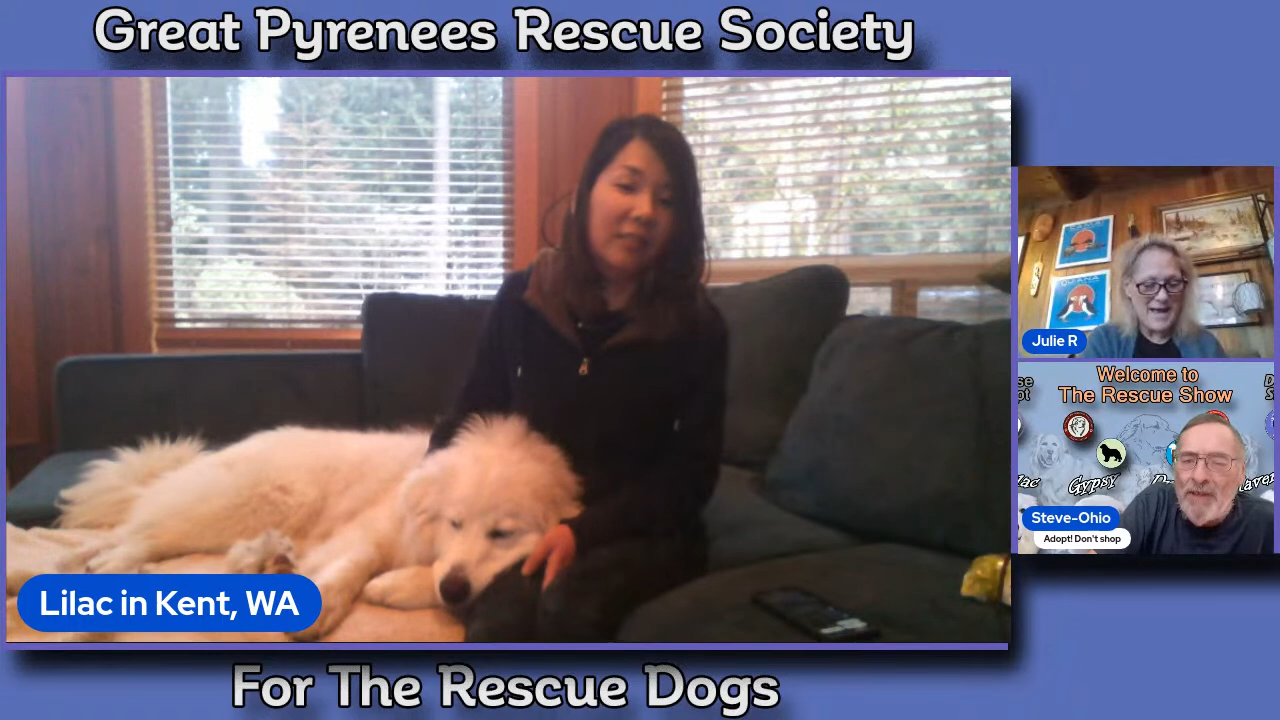 Great Pyrenees Rescue Society
Lilac in Kent, WA
Julie R
Welcome to
The Rescue Show
Gypsy
Steve-Ohio
Adopt! Don't shop
For The Rescue Dogs